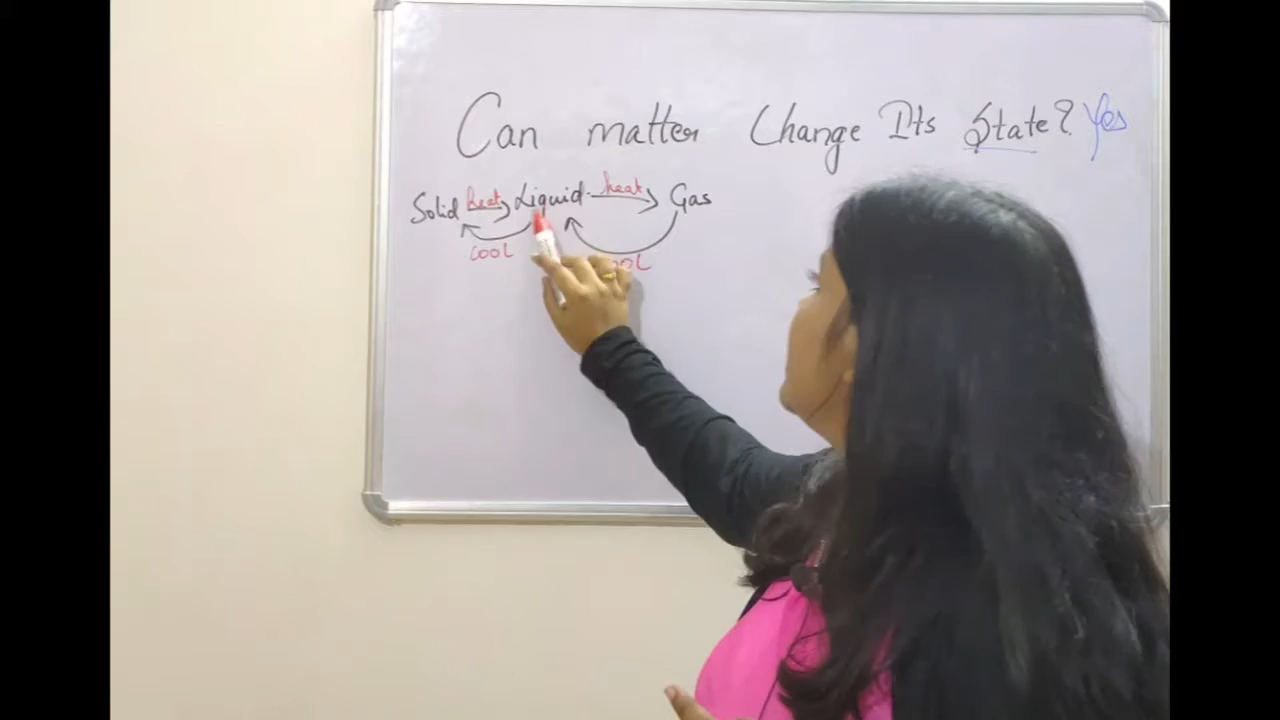 Can matter Change Its State? Yes
Solid heat Liquid heat Gas
COOL